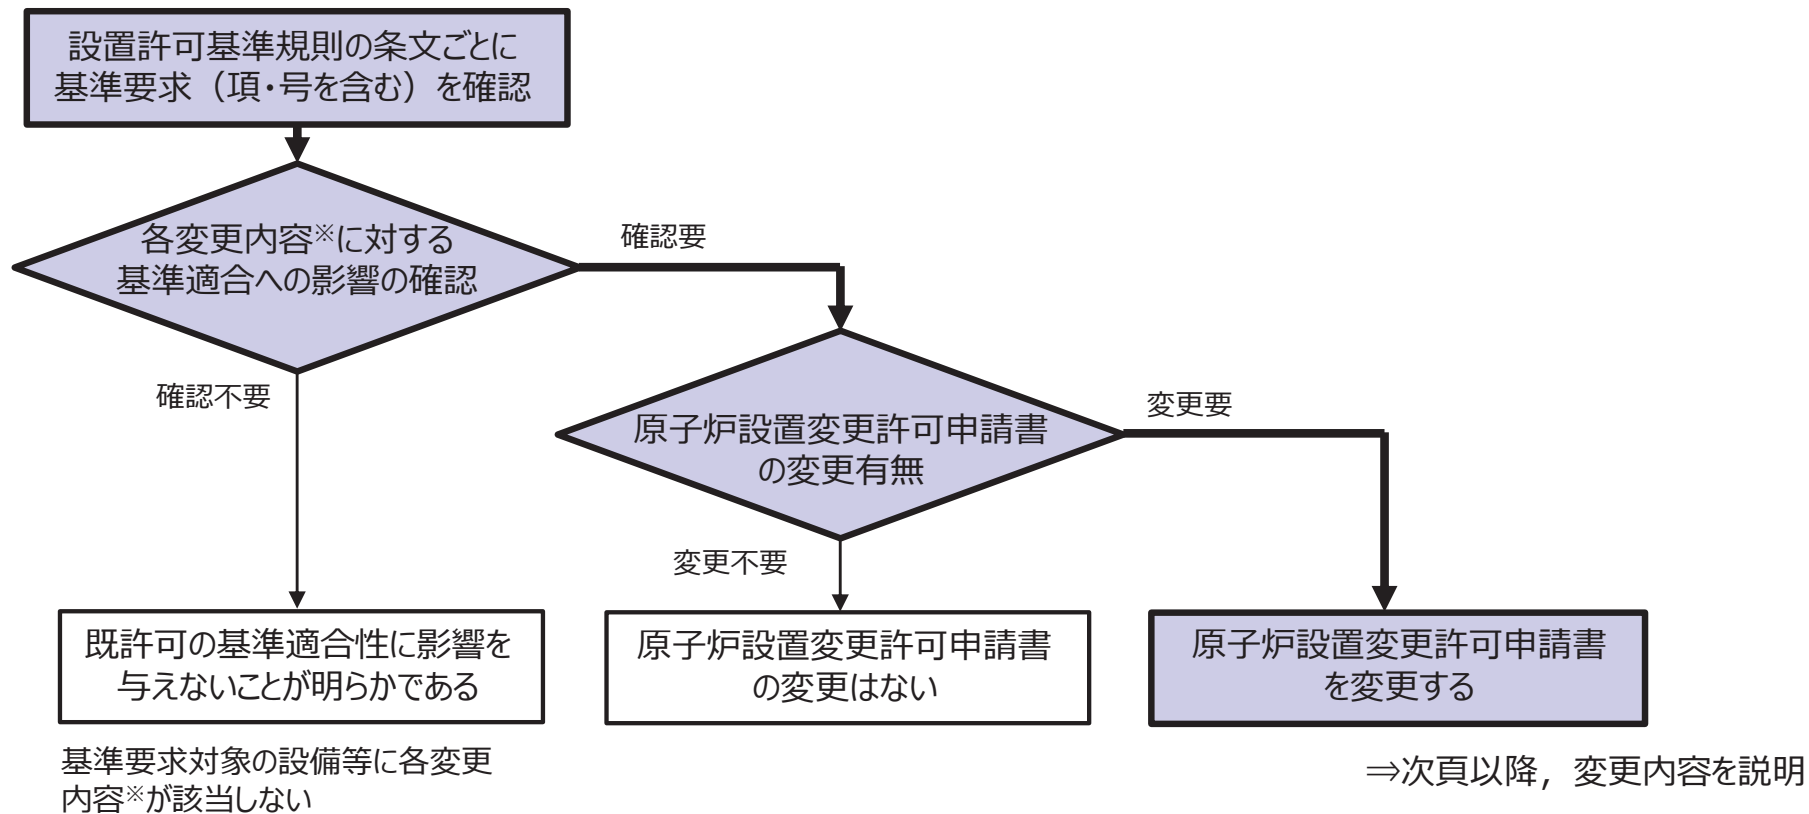 設置許可基準規則の条文ごとに
基準要求（項・号を含む）を確認
各変更内容※に対する
基準適合への影響の確認
確認要
確認不要
原子炉設置変更許可申請書
の変更有無
変更要
変更不要
既許可の基準適合性に影響を
与えないことが明らかである
原子炉設置変更許可申請書
の変更はない
原子炉設置変更許可申請書
を変更する
基準要求対象の設備等に各変更
内容※が該当しない
⇒次頁以降，変更内容を説明